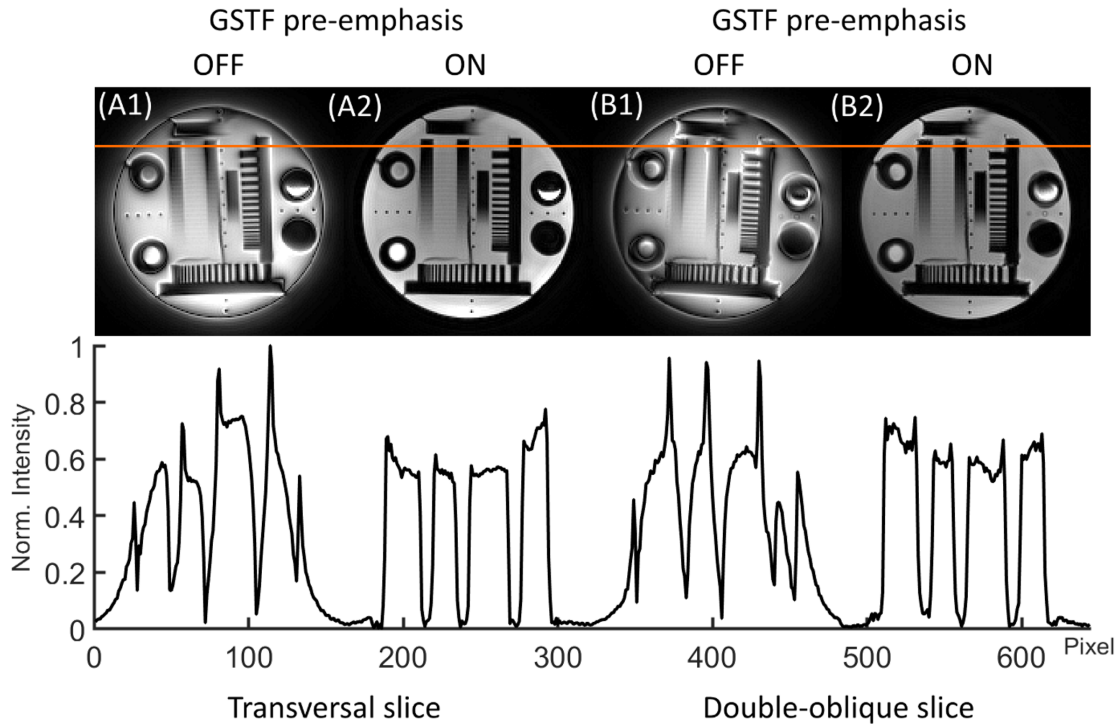 GSTF pre-emphasis GSTF pre-emphasis
OFF ON OFF ON
(A1) (A2) (B1) (B2)
1
0.8
0.6
0.4
0.2
0
Norm. Intensity
0 100 200 300 400 500 600 Pixel
Transversal slice Double-oblique slice